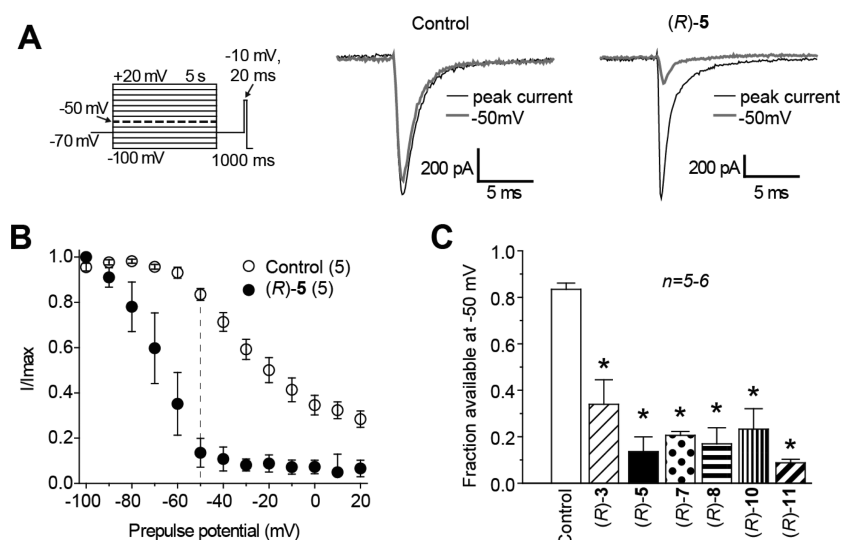 A
+20 mV 5 s
-10 mV,
20 ms
-50 mV
-70 mV
-100 mV
1000 ms
Control
peak current
-50mV
200 pA
5 ms
(R)-5
peak current
-50mV
200 pA
5 ms
B
I/Imax
1.0
0.8
0.6
0.4
0.2
0.0
-100 -80 -60 -40 -20 0 20
Prepulse potential (mV)
Control (5)
(R)-5 (5)
C
Fraction available at -50 mV
1.0
0.8
0.6
0.4
0.2
0.0
n=5-6
* * * * * *
Control
(R)-3
(R)-5
(R)-7
(R)-8
(R)-10
(R)-11